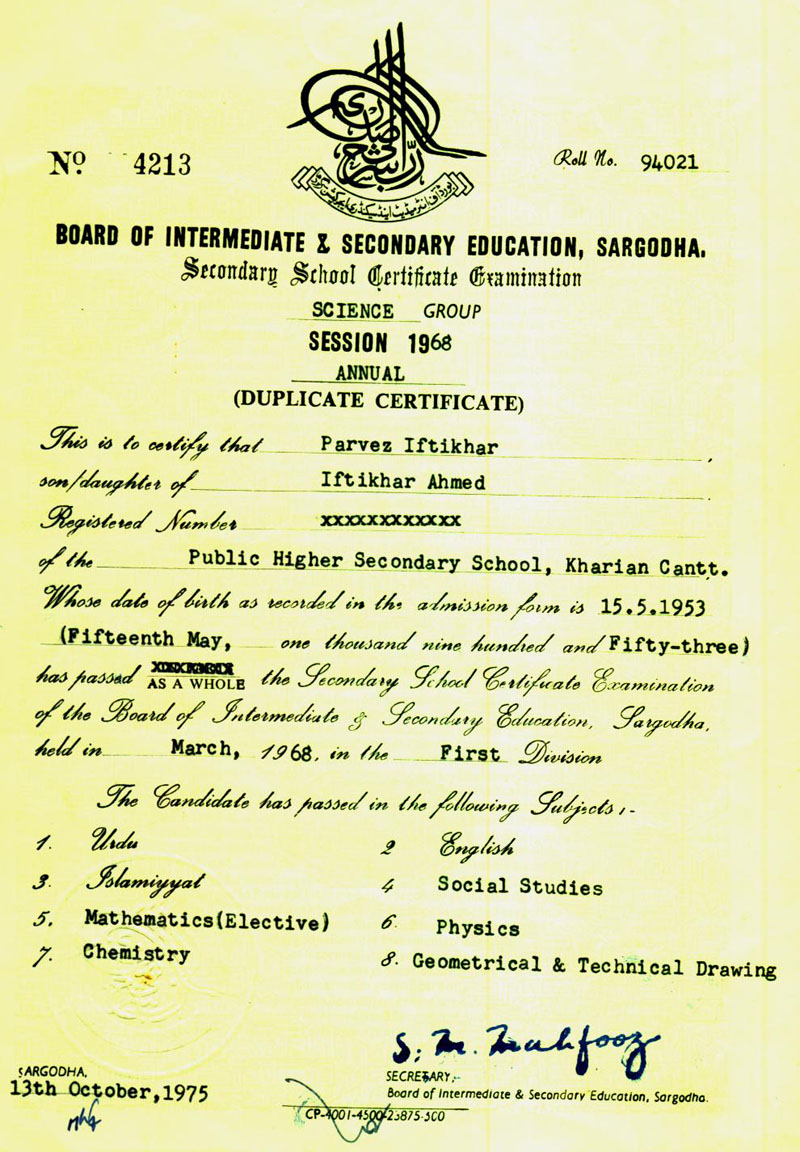 Nº 4213
Roll No. 94021
BOARD OF INTERMEDIATE & SECONDARY EDUCATION, SARGODHA.
Secondary School Certificate Examination
SCIENCE GROUP
SESSION 1968
ANNUAL
(DUPLICATE CERTIFICATE)
This is to certify that Parvez Iftikhar
son/daughter of Iftikhar Ahmed
Registered Number xxxxxxxxxxxx
of the Public Higher Secondary School, Kharian Cantt.
Whose date of birth as recorded in the admission form is 15.5.1953
(Fifteenth May, one thousand nine hundred and Fifty-three)
has passed AS A WHOLE the Secondary School Certificate Examination
of the Board of Intermediate & Secondary Education, Sargodha,
held in March, 1968, in the First Division
The Candidate has passed in the following Subjects :-
1. Urdu
2 English
3. Islamiyyat
4 Social Studies
5. Mathematics(Elective)
6. Physics
7. Chemistry
8. Geometrical & Technical Drawing
S. M. Mahfooz
SARGODHA.
13th October,1975
SECRETARY,
Board of Intermediate & Secondary Education, Sargodha.
CP-4001-4500-25875-500